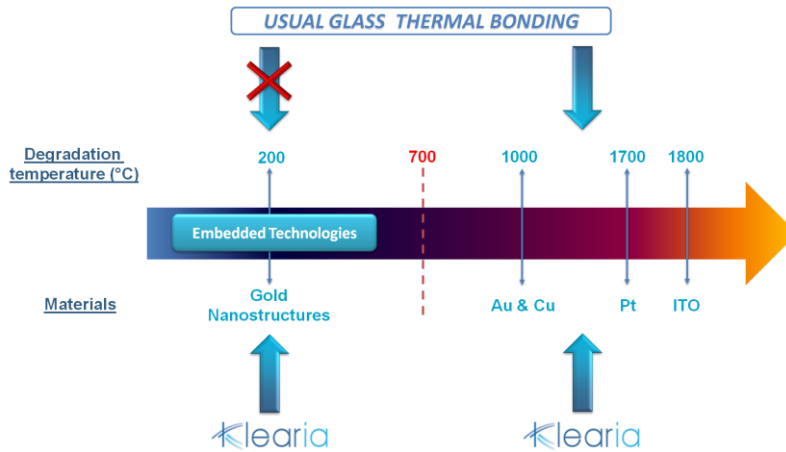 USUAL GLASS THERMAL BONDING
Degradation
temperature (°C)
200
700
1000
1700
1800
Embedded Technologies
Materials
Gold
Nanostructures
Au & Cu
Pt
ITO
Klearia
Klearia